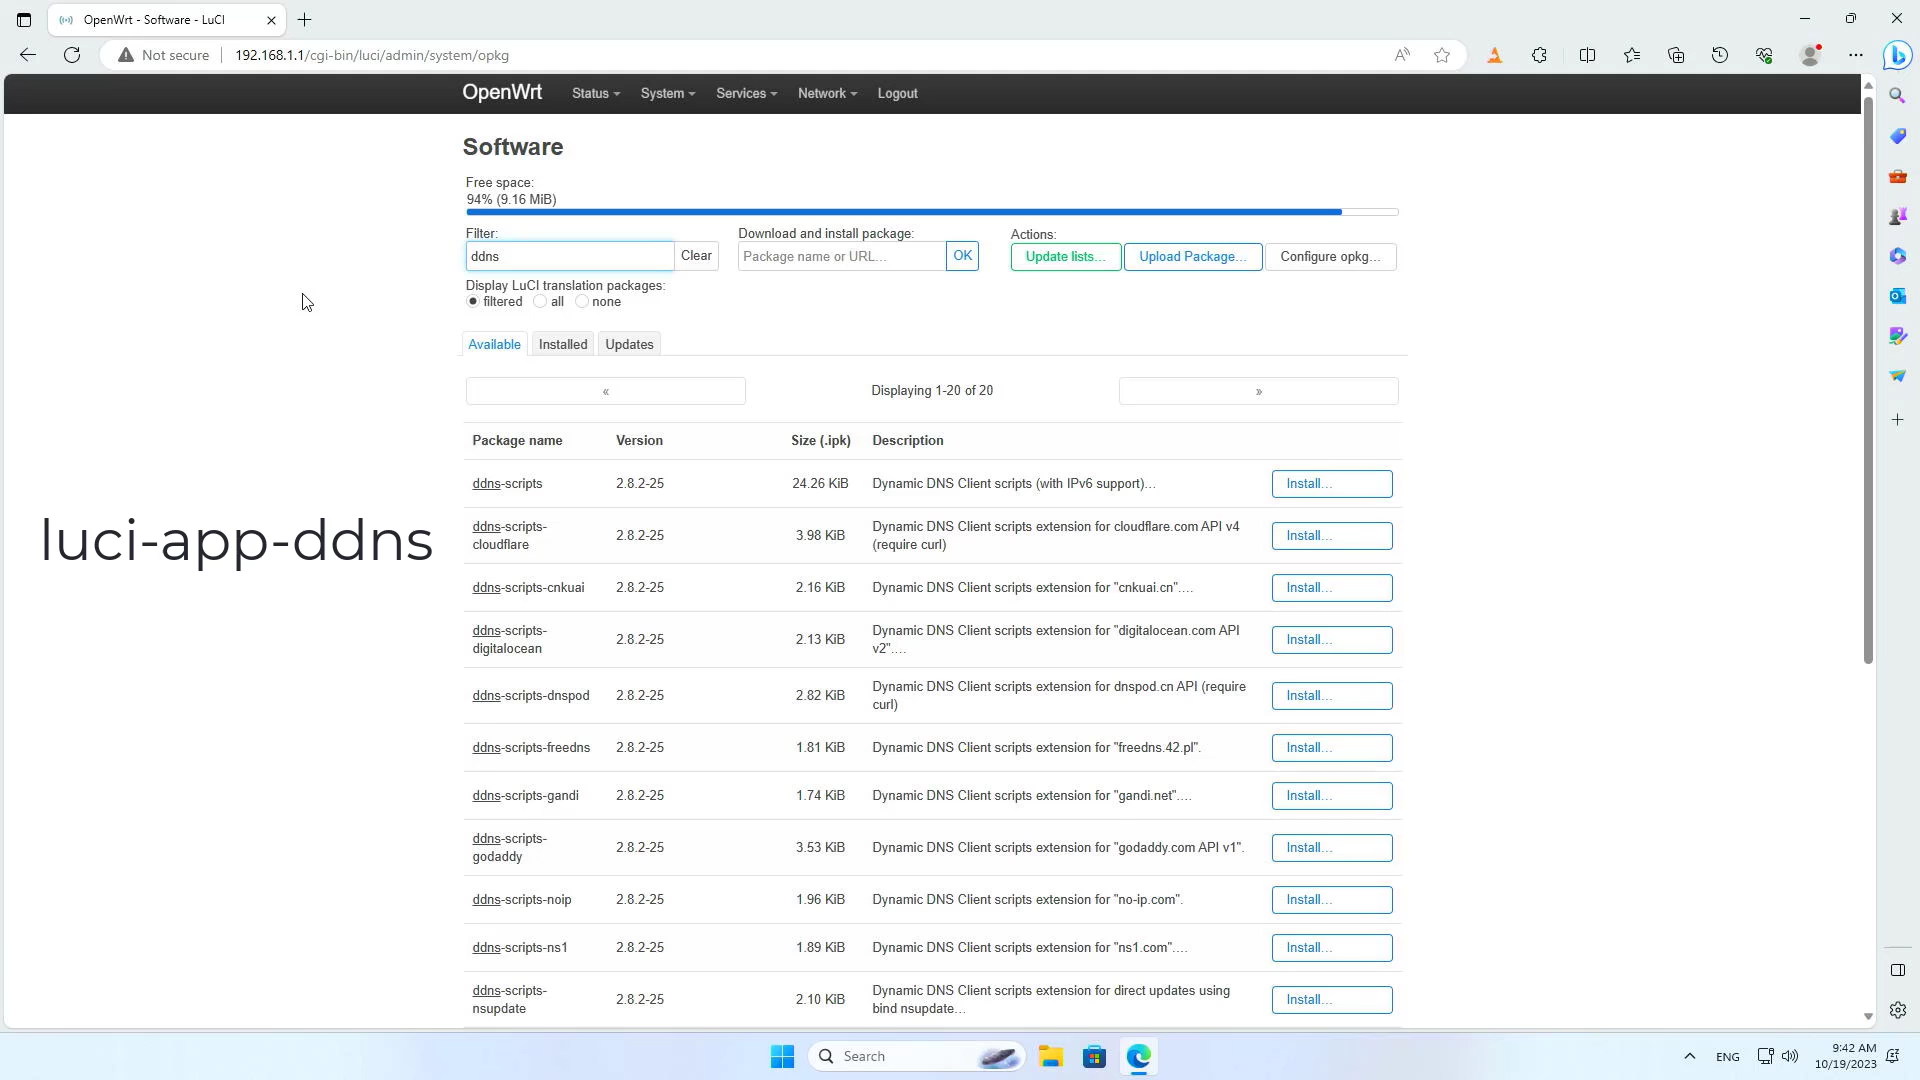 OpenWrt - Software - LuCI
Not secure
192.168.1.1/cgi-bin/luci/admin/system/opkg
OpenWrt Status System Services Network Logout
Software
Free space:
94% (9.16 MiB)
Filter:
ddns
Clear
Download and install package:
Package name or URL...
OK
Actions:
Update lists...
Upload Package...
Configure opkg...
Display LuCI translation packages:
filtered all none
Available Installed Updates
« Displaying 1-20 of 20 »
Package name Version Size (.ipk) Description
ddns-scripts 2.8.2-25 24.26 KiB Dynamic DNS Client scripts (with IPv6 support)... Install...
ddns-scripts-
cloudflare
2.8.2-25 3.98 KiB
Dynamic DNS Client scripts extension for cloudflare.com API v4
(require curl)
Install...
ddns-scripts-cnkuai 2.8.2-25 2.16 KiB Dynamic DNS Client scripts extension for "cnkuai.cn".... Install...
ddns-scripts-
digitalocean
2.8.2-25 2.13 KiB
Dynamic DNS Client scripts extension for "digitalocean.com API
v2"....
Install...
ddns-scripts-dnspod 2.8.2-25 2.82 KiB
Dynamic DNS Client scripts extension for dnspod.cn API (require
curl)
Install...
ddns-scripts-freedns 2.8.2-25 1.81 KiB Dynamic DNS Client scripts extension for "freedns.42.pl". Install...
ddns-scripts-gandi 2.8.2-25 1.74 KiB Dynamic DNS Client scripts extension for "gandi.net".... Install...
ddns-scripts-
godaddy
2.8.2-25 3.53 KiB Dynamic DNS Client scripts extension for "godaddy.com API v1". Install...
ddns-scripts-noip 2.8.2-25 1.96 KiB Dynamic DNS Client scripts extension for "no-ip.com". Install...
ddns-scripts-ns1 2.8.2-25 1.89 KiB Dynamic DNS Client scripts extension for "ns1.com".... Install...
ddns-scripts-
nsupdate
2.8.2-25 2.10 KiB
Dynamic DNS Client scripts extension for direct updates using
bind nsupdate...
Install...
luci-app-ddns
Search
ENG
9:42 AM
10/19/2023